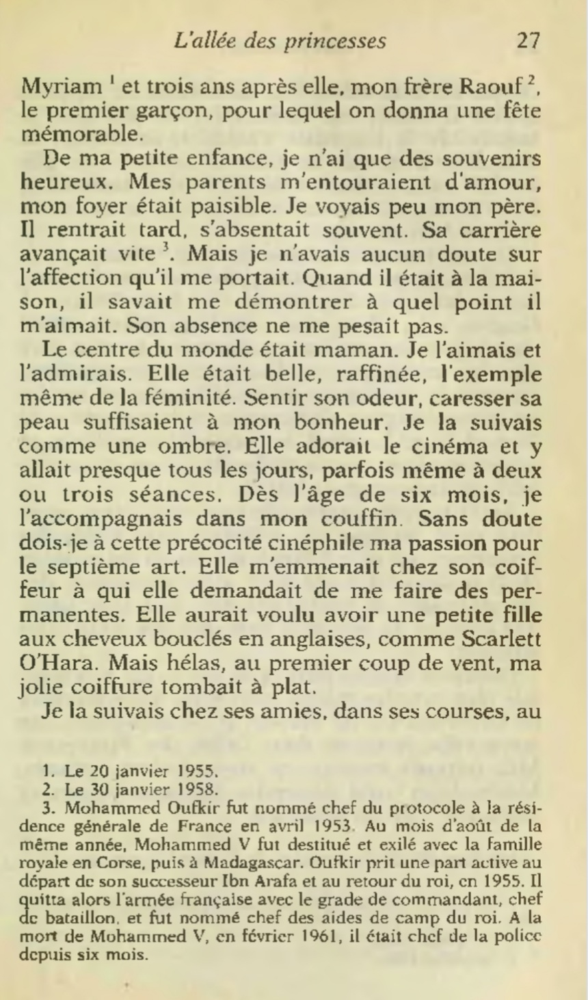 L'allée des princesses 27
Myriam ¹ et trois ans après elle, mon frère Raouf ²,
le premier garçon, pour lequel on donna une fête
mémorable.
De ma petite enfance, je n'ai que des souvenirs
heureux. Mes parents m'entouraient d'amour,
mon foyer était paisible. Je voyais peu mon père.
Il rentrait tard, s'absentait souvent. Sa carrière
avançait vite ³. Mais je n'avais aucun doute sur
l'affection qu'il me portait. Quand il était à la mai-
son, il savait me démontrer à quel point il
m'aimait. Son absence ne me pesait pas.
Le centre du monde était maman. Je l'aimais et
l'admirais. Elle était belle, raffinée, l'exemple
même de la féminité. Sentir son odeur, caresser sa
peau suffisaient à mon bonheur. Je la suivais
comme une ombre. Elle adorait le cinéma et y
allait presque tous les jours, parfois même à deux
ou trois séances. Dès l'âge de six mois, je
l'accompagnais dans mon couffin. Sans doute
dois-je à cette précocité cinéphile ma passion pour
le septième art. Elle m'emmenait chez son coif-
feur à qui elle demandait de me faire des per-
manentes. Elle aurait voulu avoir une petite fille
aux cheveux bouclés en anglaises, comme Scarlett
O'Hara. Mais hélas, au premier coup de vent, ma
jolie coiffure tombait à plat.
Je la suivais chez ses amies, dans ses courses, au
1. Le 20 janvier 1955.
2. Le 30 janvier 1958.
3. Mohammed Oufkir fut nommé chef du protocole à la rési-
dence générale de France en avril 1953. Au mois d'août de la
même année, Mohammed V fut destitué et exilé avec la famille
royale en Corse, puis à Madagascar. Oufkir prit une part active au
départ de son successeur Ibn Arafa et au retour du roi, en 1955. Il
quitta alors l'armée française avec le grade de commandant, chef
de bataillon, et fut nommé chef des aides de camp du roi. A la
mort de Mohammed V, en février 1961, il était chef de la police
depuis six mois.